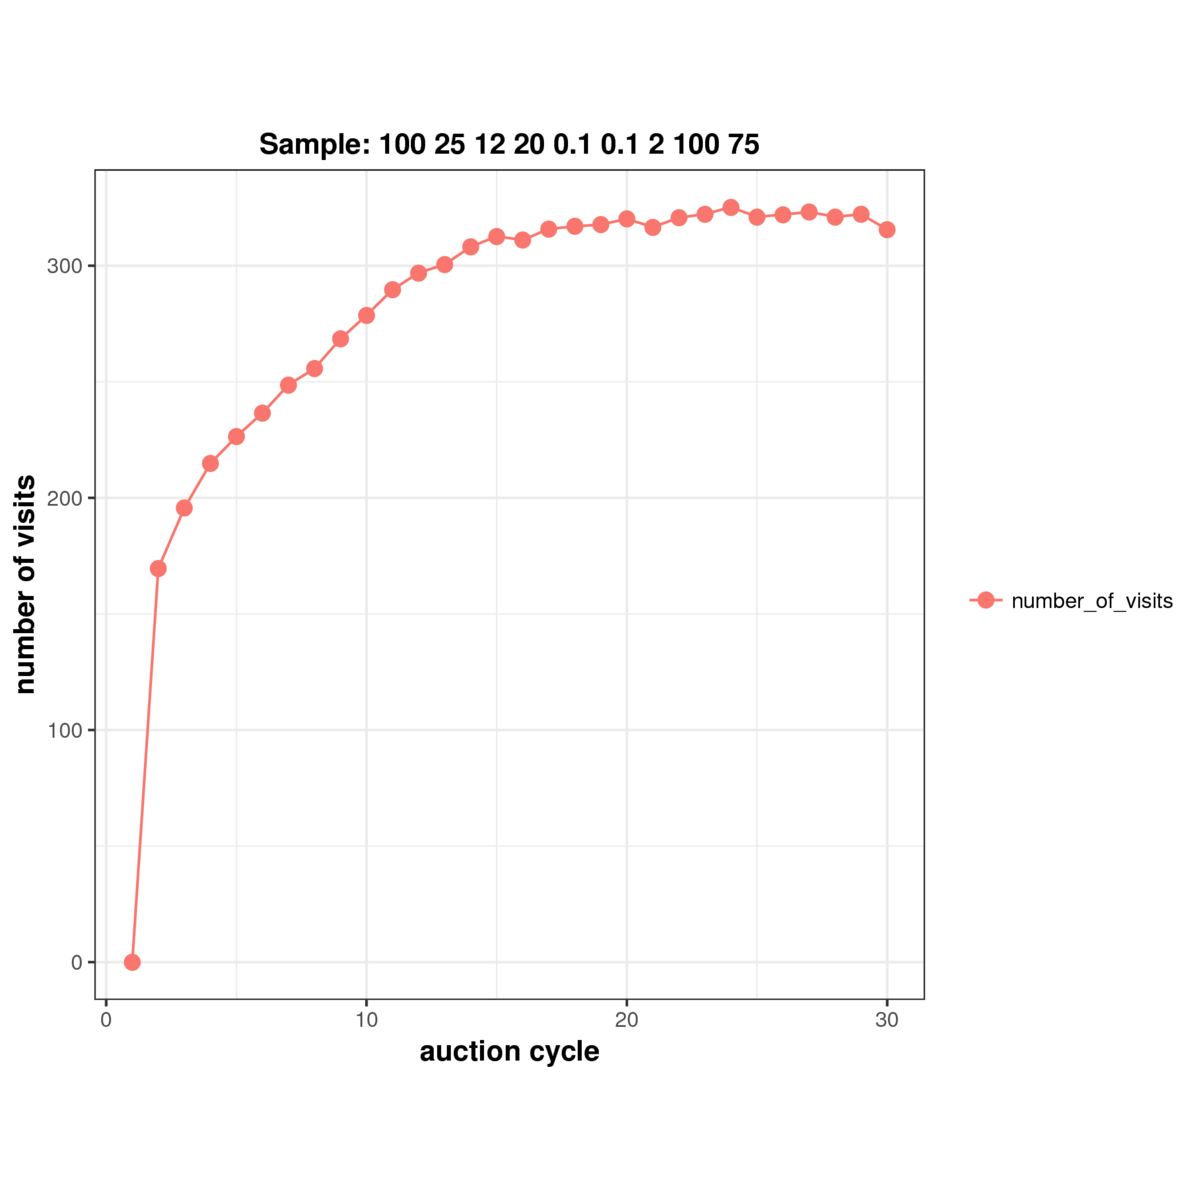 Sample: 100 25 12 20 0.1 0.1 2 100 75
number of visits
300
200
100
0
0 10 20 30
auction cycle
number_of_visits